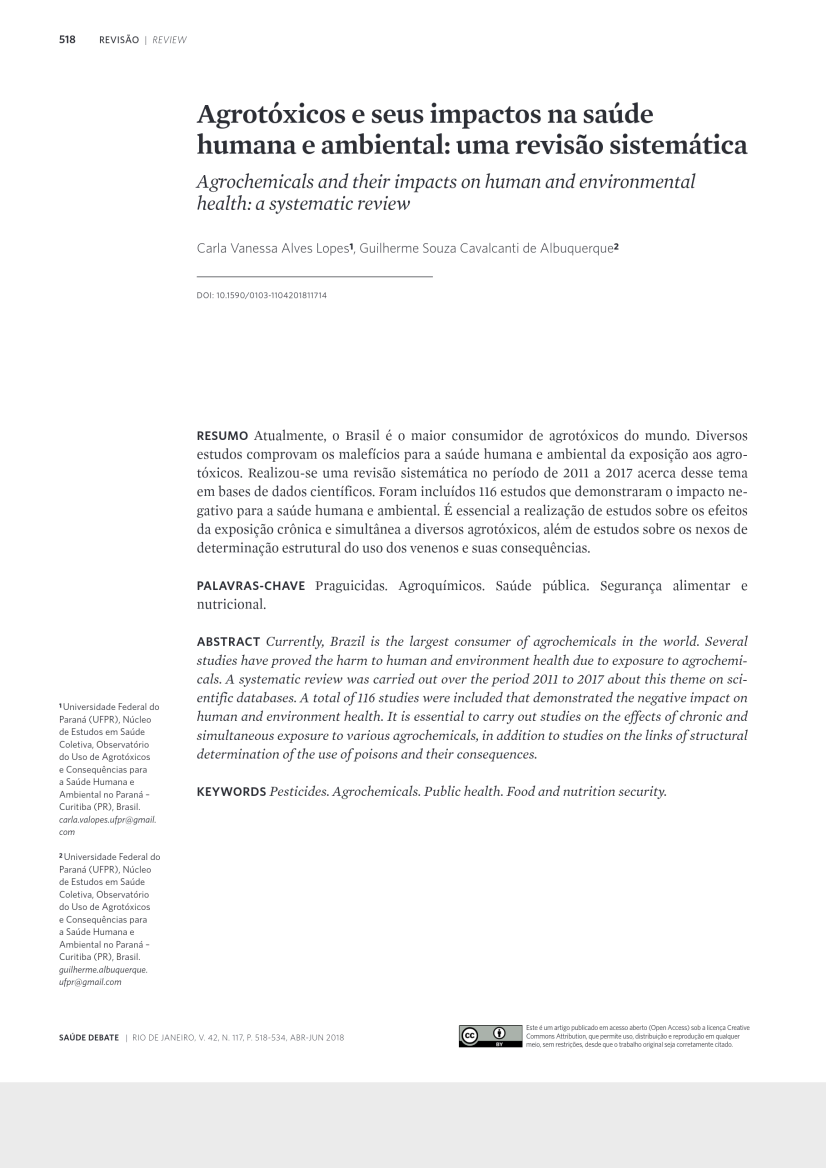 518 REVISÃO | REVIEW
Agrotóxicos e seus impactos na saúde
humana e ambiental: uma revisão sistemática
Agrochemicals and their impacts on human and environmental
health: a systematic review
Carla Vanessa Alves Lopes1, Guilherme Souza Cavalcanti de Albuquerque2
DOI: 10.1590/0103-1104201811714
RESUMO Atualmente, o Brasil é o maior consumidor de agrotóxicos do mundo. Diversos
estudos comprovam os malefícios para a saúde humana e ambiental da exposição aos agro-
tóxicos. Realizou-se uma revisão sistemática no período de 2011 a 2017 acerca desse tema
em bases de dados científicos. Foram incluídos 116 estudos que demonstraram o impacto ne-
gativo para a saúde humana e ambiental. É essencial a realização de estudos sobre os efeitos
da exposição crônica e simultânea a diversos agrotóxicos, além de estudos sobre os nexos de
determinação estrutural do uso dos venenos e suas consequências.
PALAVRAS-CHAVE Praguicidas. Agroquímicos. Saúde pública. Segurança alimentar e
nutricional.
ABSTRACT Currently, Brazil is the largest consumer of agrochemicals in the world. Several
studies have proved the harm to human and environment health due to exposure to agrochemi-
cals. A systematic review was carried out over the period 2011 to 2017 about this theme on sci-
entific databases. A total of 116 studies were included that demonstrated the negative impact on
human and environment health. It is essential to carry out studies on the effects of chronic and
simultaneous exposure to various agrochemicals, in addition to studies on the links of structural
determination of the use of poisons and their consequences.
KEYWORDS Pesticides. Agrochemicals. Public health. Food and nutrition security.
1 Universidade Federal do
Paraná (UFPR), Núcleo
de Estudos em Saúde
Coletiva, Observatório
do Uso de Agrotóxicos
e Consequências para
a Saúde Humana e
Ambiental no Paraná –
Curitiba (PR), Brasil.
carla.valopes.ufpr@gmail.
com
2 Universidade Federal do
Paraná (UFPR), Núcleo
de Estudos em Saúde
Coletiva, Observatório
do Uso de Agrotóxicos
e Consequências para
a Saúde Humana e
Ambiental no Paraná –
Curitiba (PR), Brasil.
guilherme.albuquerque.
ufpr@gmail.com
SAÚDE DEBATE | RIO DE JANEIRO, V. 42, N. 117, P. 518-534, ABR-JUN 2018
cc BY
Este é um artigo publicado em acesso aberto (Open Access) sob a licença Creative
Commons Attribution, que permite uso, distribuição e reprodução em qualquer
meio, sem restrições, desde que o trabalho original seja corretamente citado.